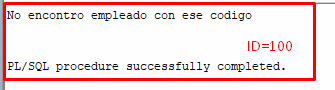 No encontro empleado con ese codigo
ID=100
PL/SQL procedure successfully completed.